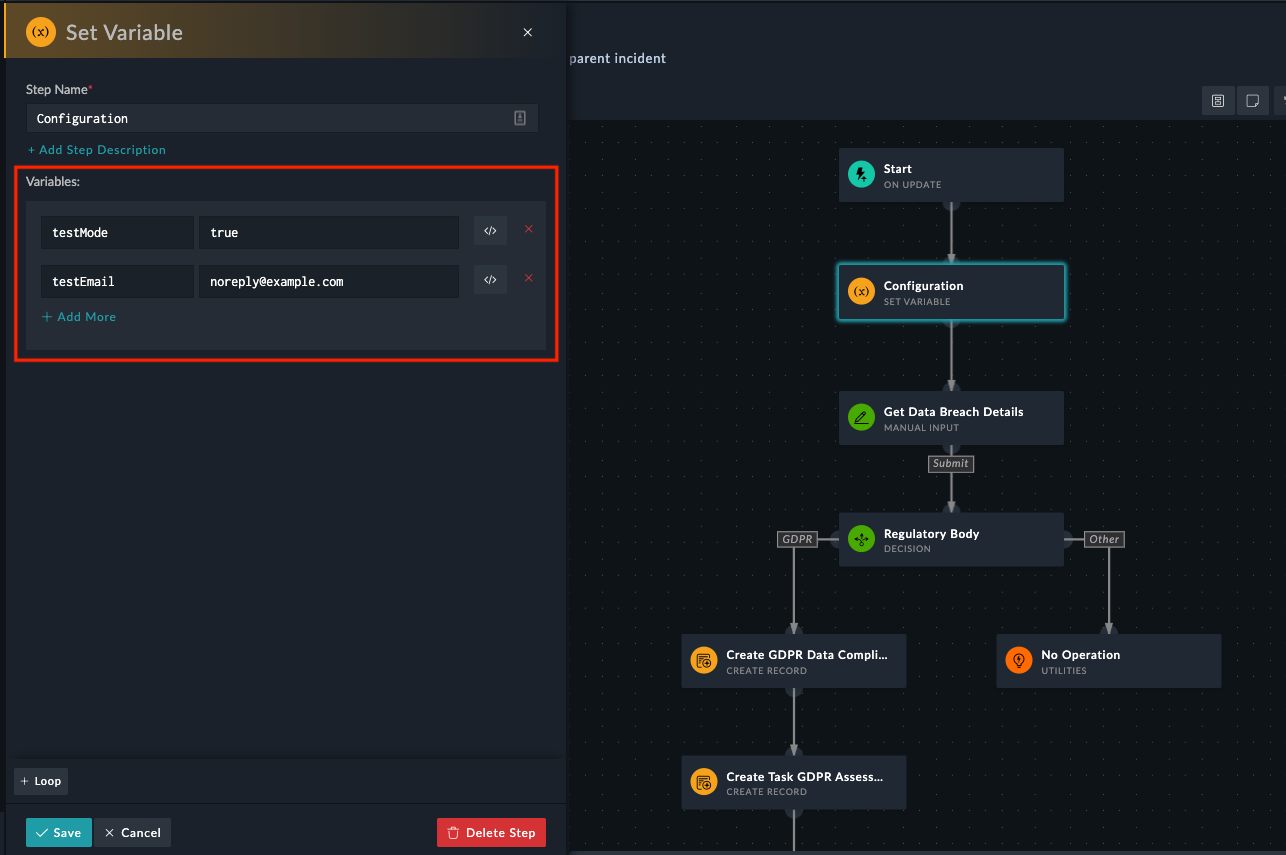 (x) Set Variable
Step Name*
Configuration
+ Add Step Description
Variables:
testMode true </>
testEmail noreply@example.com </>
+ Add More
+ Loop
Save Cancel Delete Step
parent incident
Start
ON UPDATE
(x) Configuration
SET VARIABLE
Get Data Breach Details
MANUAL INPUT
Submit
Regulatory Body
DECISION
GDPR
Other
Create GDPR Data Compli...
CREATE RECORD
No Operation
UTILITIES
Create Task GDPR Assess...
CREATE RECORD